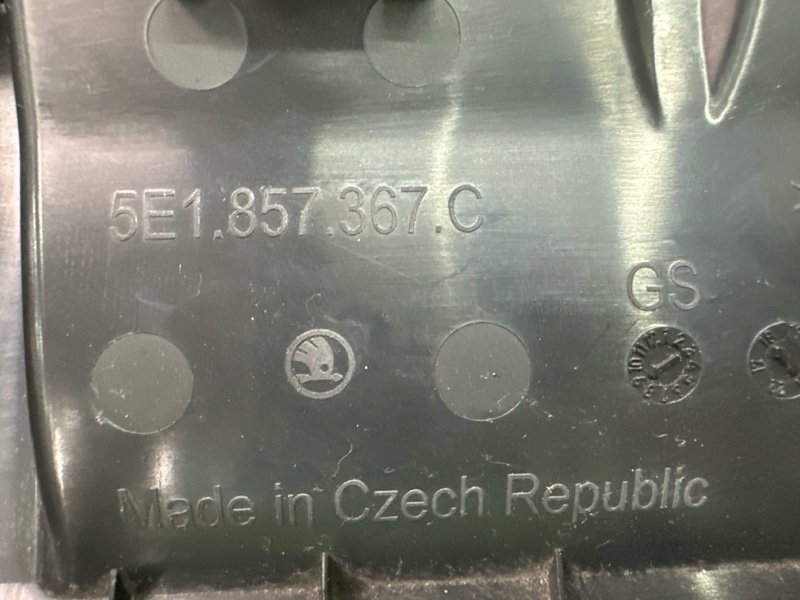 5E1.857.367.C
GS
Made in Czech Republic